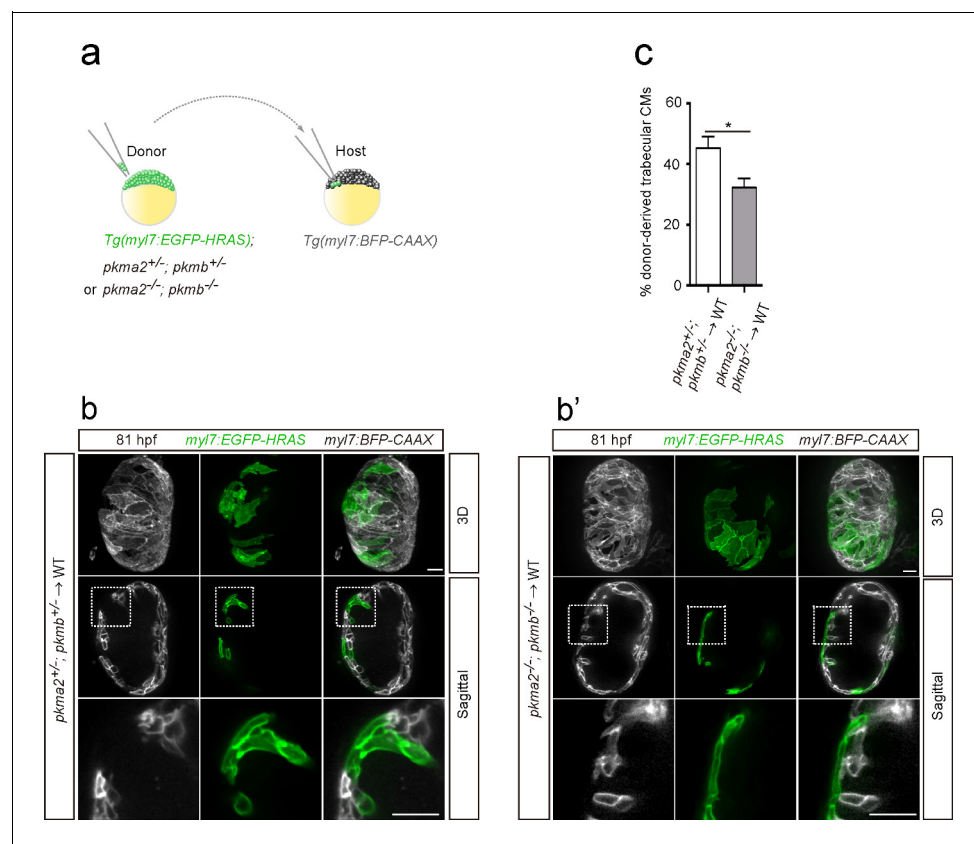 a
Donor
Host
Tg(myl7:EGFP-HRAS);
Tg(myl7:BFP-CAAX)
pkma2+/-; pkmb+/-
or pkma2-/-; pkmb-/-
c
% donor-derived trabecular CMs
60
40
20
0
*
pkma2+/-;
pkmb+/- → WT
pkma2-/-;
pkmb-/- → WT
b
81 hpf
myl7:EGFP-HRAS
myl7:BFP-CAAX
pkma2+/-; pkmb+/- → WT
3D
Sagittal
b'
81 hpf
myl7:EGFP-HRAS
myl7:BFP-CAAX
pkma2-/-; pkmb-/- → WT
3D
Sagittal